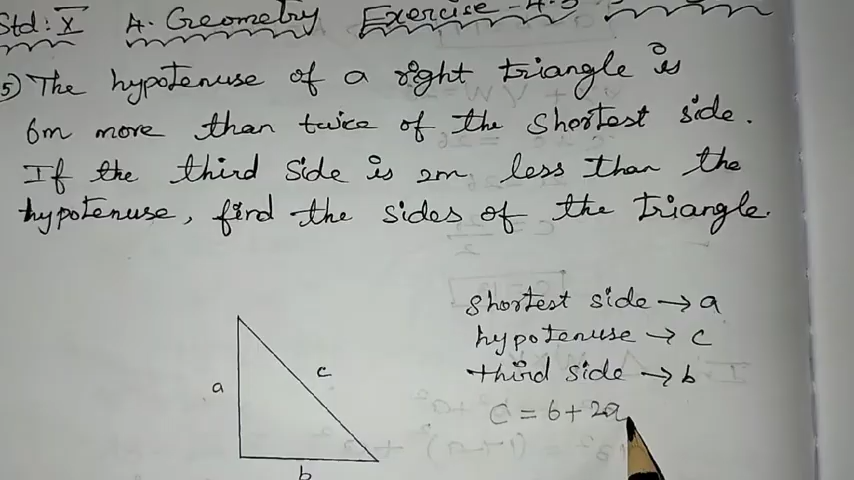 Std: X 4. Geometry Exercise - 4.3
5) The hypotenuse of a right triangle is
6m more than twice of the shortest side.
If the third side is 2m less than the
hypotenuse, find the sides of the triangle.
shortest side → a
hypotenuse → c
third side → b
c = 6 + 2a
a
c
b